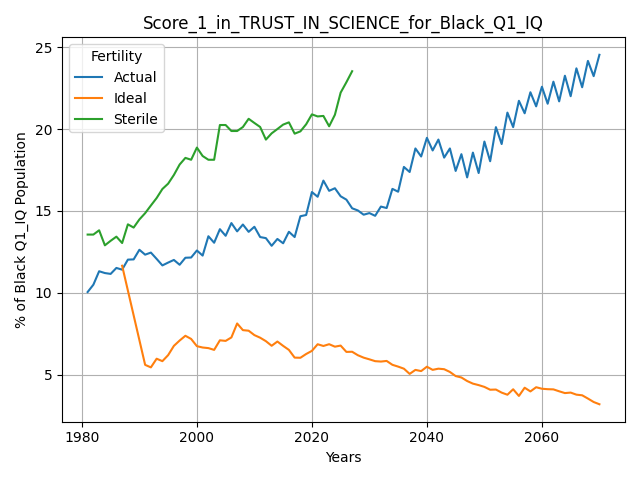 Score_1_in_TRUST_IN_SCIENCE_for_Black_Q1_IQ
Fertility
Actual
Ideal
Sterile
% of Black Q1_IQ Population
25
20
15
10
5
1980 2000 2020 2040 2060
Years